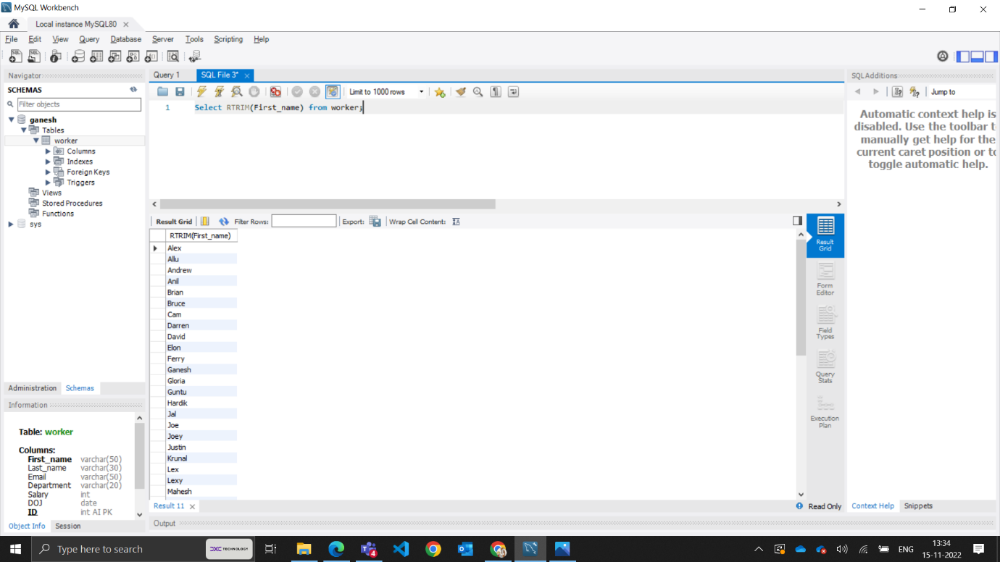 MySQL Workbench
Local instance MySQL80
File Edit View Query Database Server Tools Scripting Help
Navigator
SCHEMAS
Filter objects
ganesh
Tables
worker
Columns
Indexes
Foreign Keys
Triggers
Views
Stored Procedures
Functions
sys
Administration Schemas
Information
Table: worker
Columns:
First_name varchar(50)
Last_name varchar(30)
Email varchar(50)
Department varchar(20)
Salary int
DOJ date
ID int AI PK
Object Info Session
Query 1 SQL File 3*
Limit to 1000 rows
1 Select RTRIM(First_name) from worker;
Result Grid Filter Rows: Export: Wrap Cell Content:
RTRIM(First_name)
Alex
Allu
Andrew
Anil
Brian
Bruce
Cam
Darren
David
Elon
Ferry
Ganesh
Gloria
Guntu
Hardik
Jal
Joe
Joey
Justin
Krunal
Lex
Lexy
Mahesh
Result Grid
Form Editor
Field Types
Query Stats
Execution Plan
Result 11 Read Only
Output
SQLAdditions
Jump to
Automatic context help is
disabled. Use the toolbar t
manually get help for the
current caret position or to
toggle automatic help.
Context Help Snippets
Type here to search
DXC TECHNOLOGY
4
ENG
13:34
15-11-2022